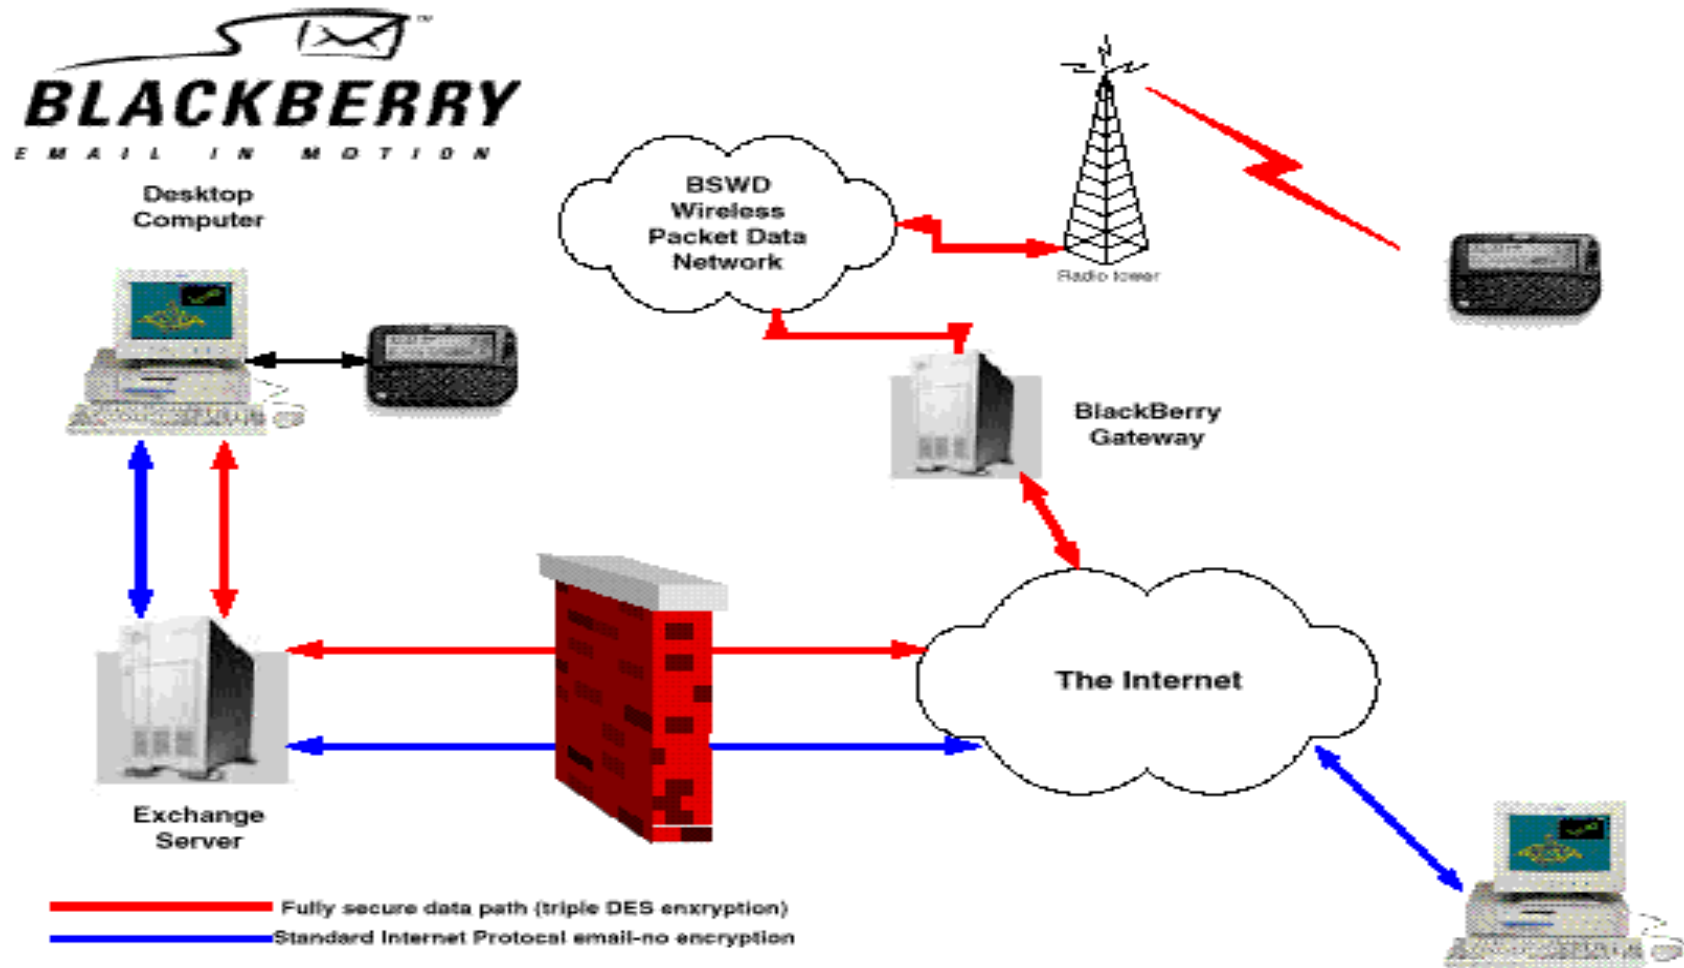 ™
BLACKBERRY
EMAIL IN MOTION
Desktop
Computer
BSWD
Wireless
Packet Data
Network
Radio tower
BlackBerry
Gateway
The Internet
Exchange
Server
Fully secure data path (triple DES enxryption)
Standard Internet Protocal email-no encryption